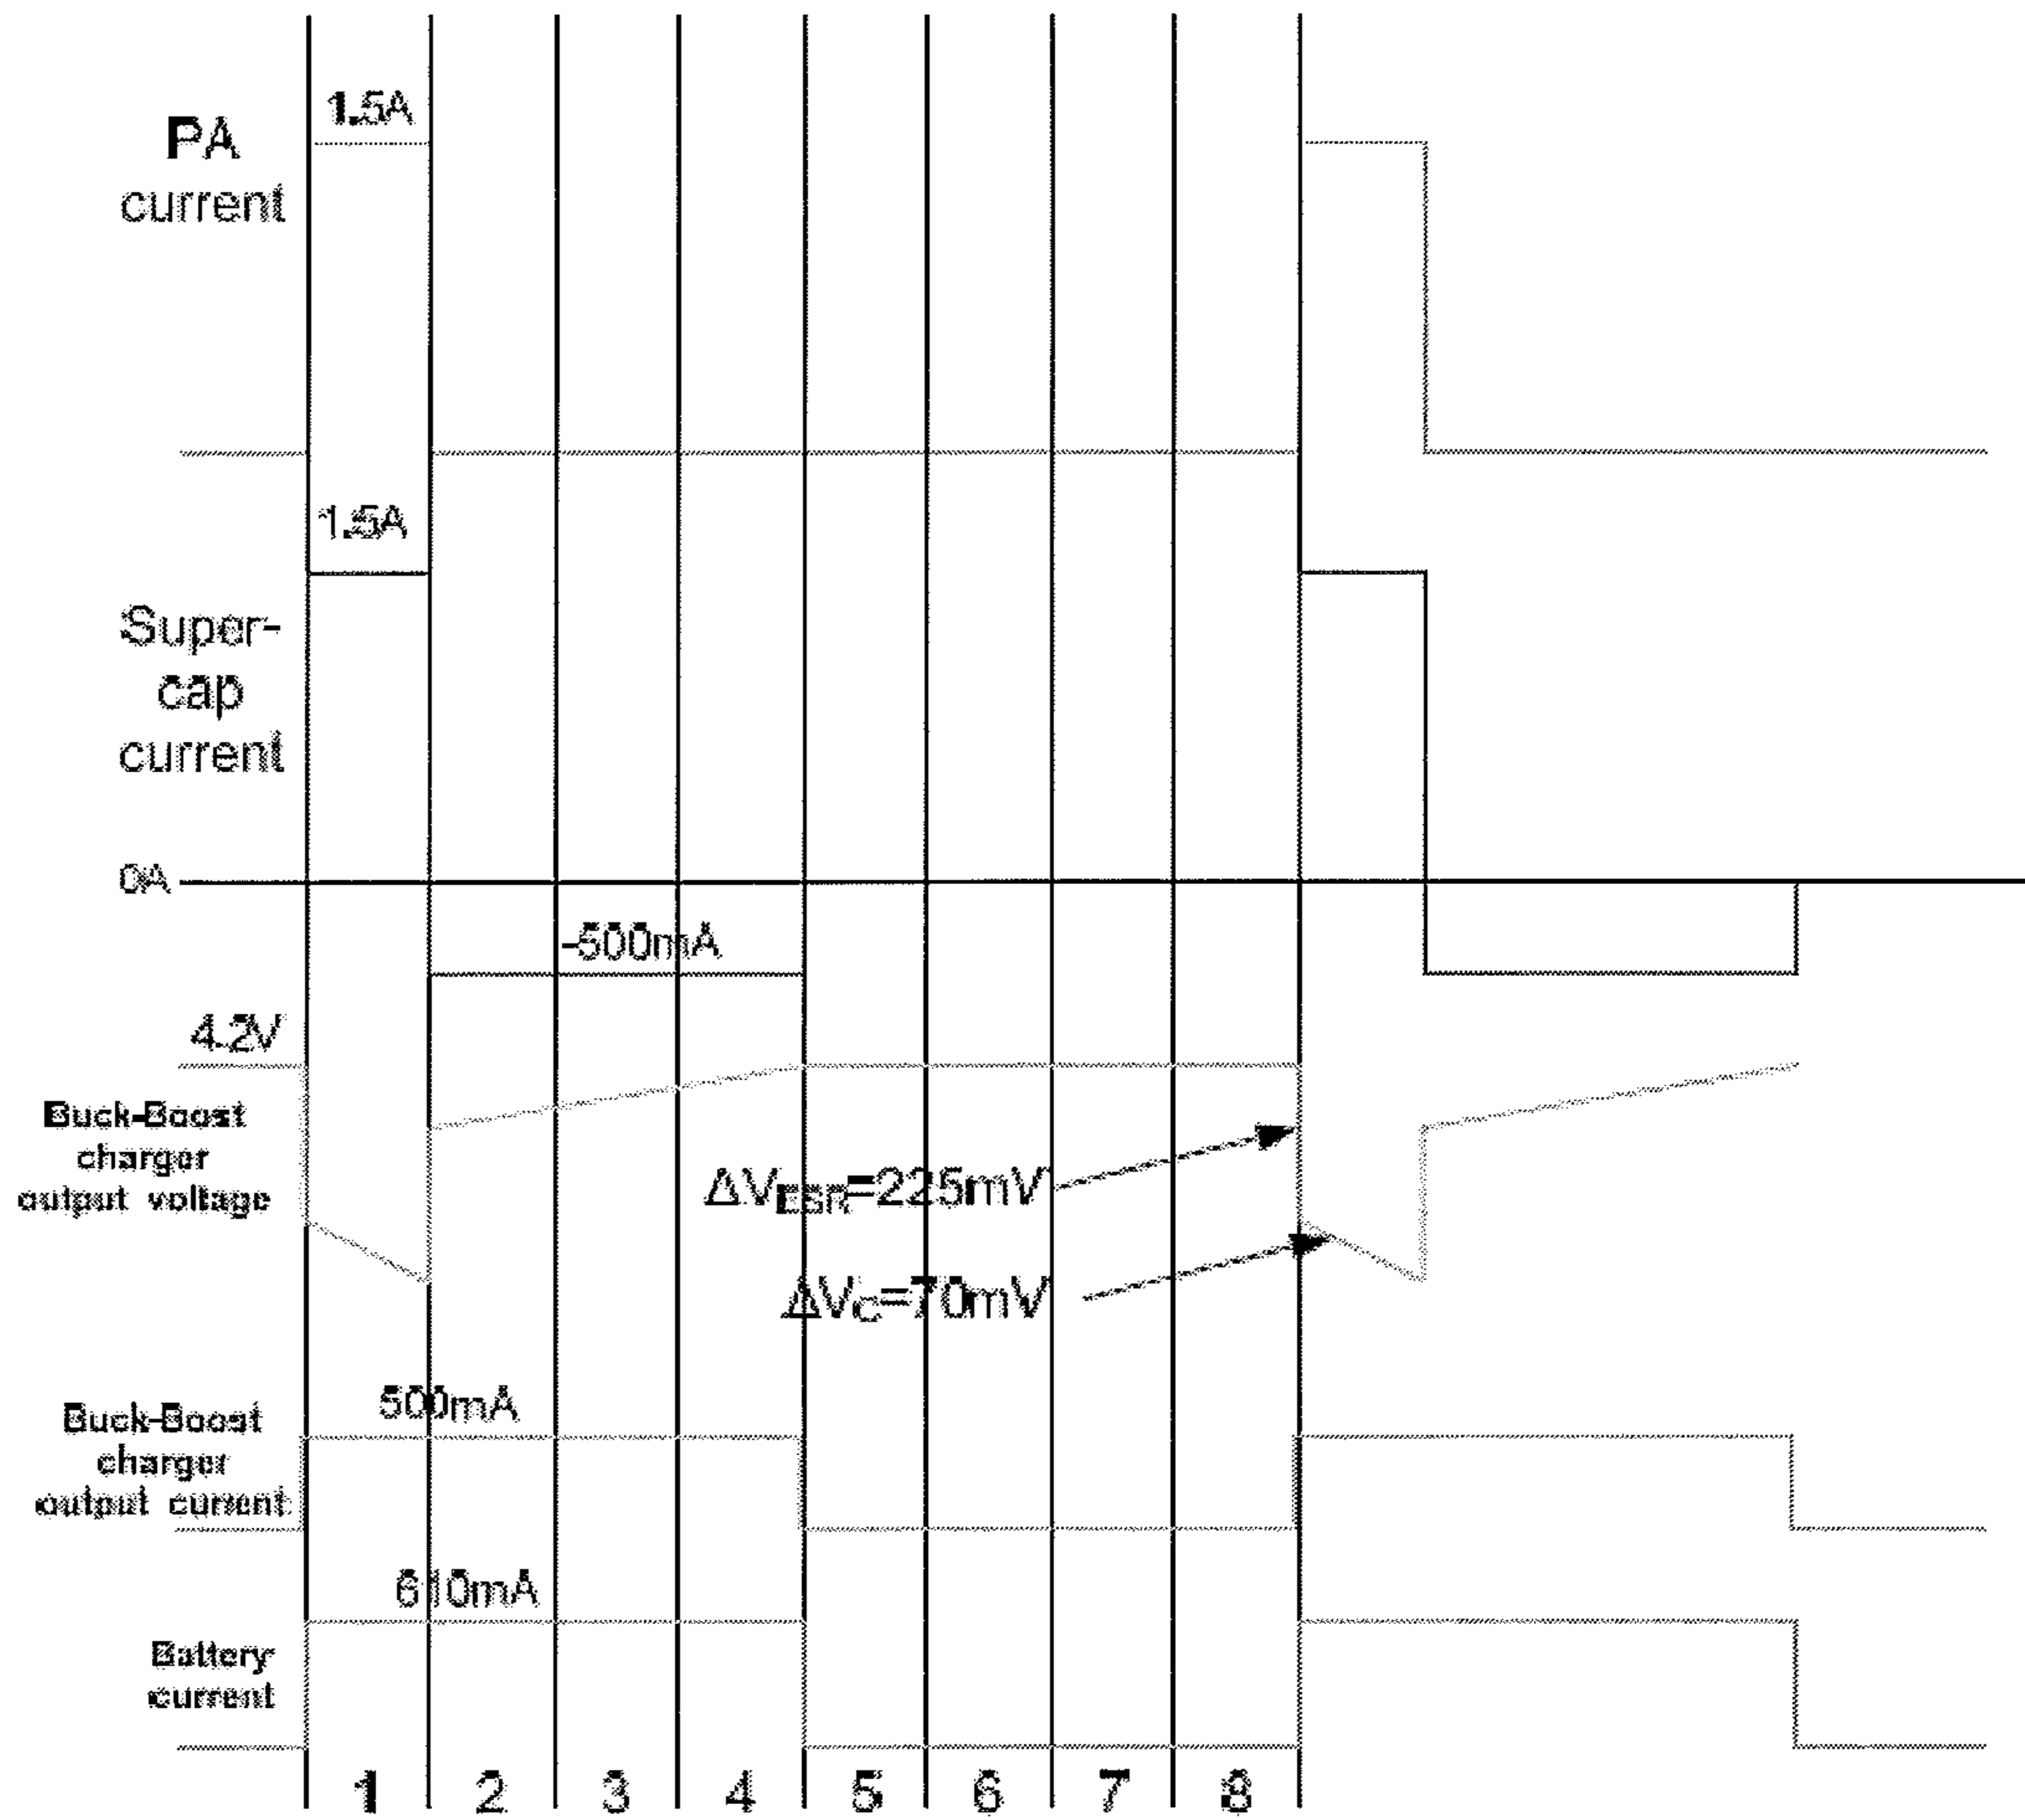 1.5A
PA
current
1.5A
Super-
cap
current
0A
-500mA
4.2V
Buck-Boost
charger
output voltage
ΔVESR=225mV
ΔVC=70mV
500mA
Buck-Boost
charger
output current
610mA
Battery
current
1 2 3 4 5 6 7 8